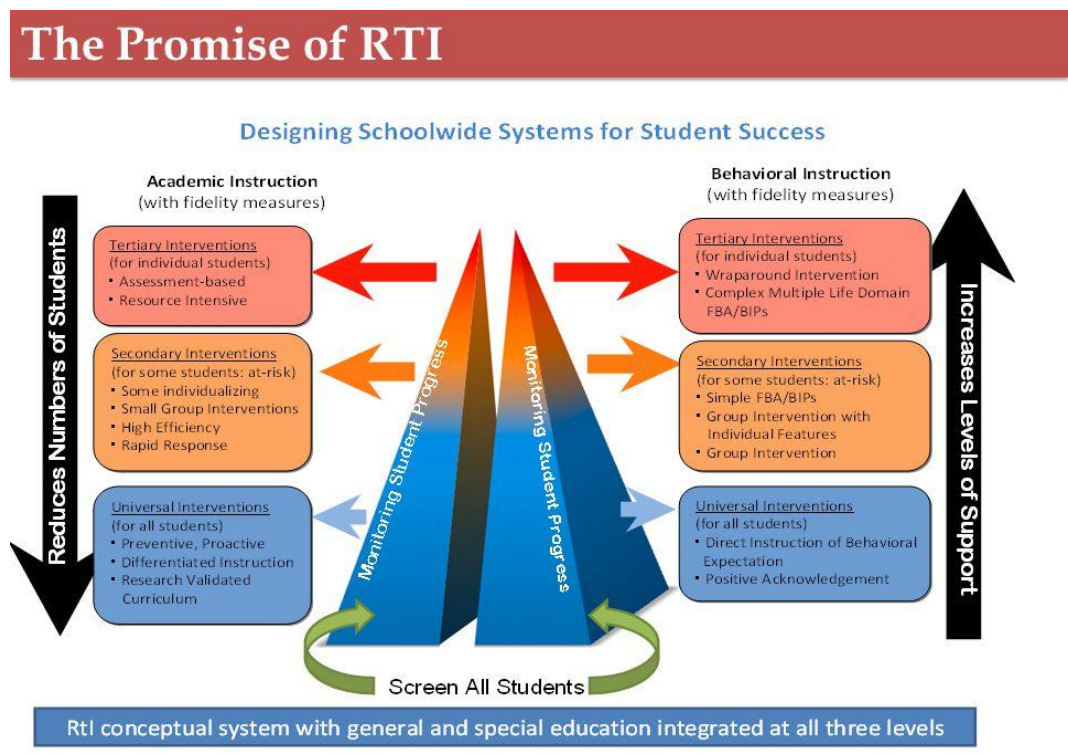 The Promise of RTI
Designing Schoolwide Systems for Student Success
Academic Instruction
(with fidelity measures)
Behavioral Instruction
(with fidelity measures)
Reduces Numbers of Students
Tertiary Interventions
(for individual students)
▪ Assessment-based
▪ Resource Intensive
Secondary Interventions
(for some students: at-risk)
▪ Some individualizing
▪ Small Group Interventions
▪ High Efficiency
▪ Rapid Response
Universal Interventions
(for all students)
▪ Preventive, Proactive
▪ Differentiated Instruction
▪ Research Validated
Curriculum
Monitoring Student Progress
Monitoring Student Progress
Tertiary Interventions
(for individual students)
▪ Wraparound Intervention
▪ Complex Multiple Life Domain
FBA/BIPs
Secondary Interventions
(for some students: at-risk)
▪ Simple FBA/BIPs
▪ Group Intervention with
Individual Features
▪ Group Intervention
Universal Interventions
(for all students)
▪ Direct Instruction of Behavioral
Expectation
▪ Positive Acknowledgement
Increases Levels of Support
Screen All Students
RtI conceptual system with general and special education integrated at all three levels